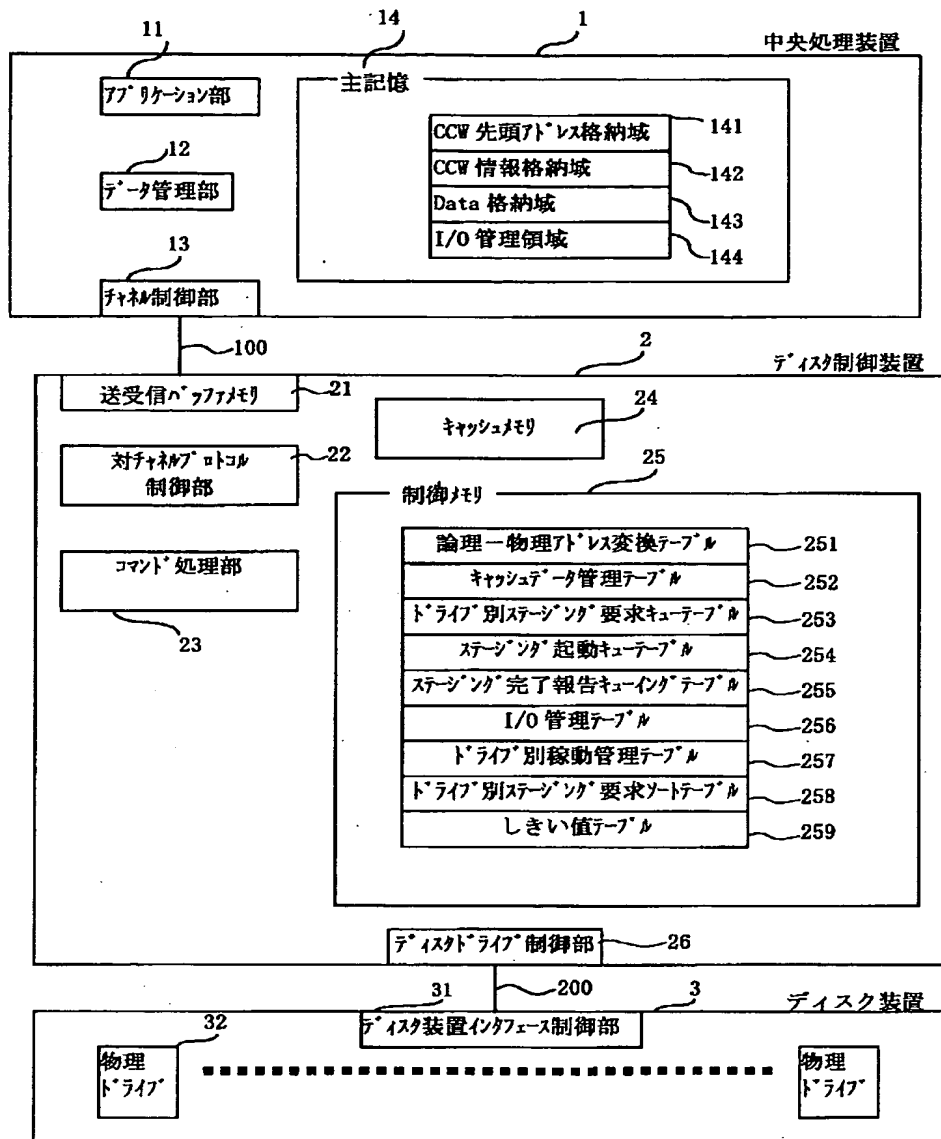 14
1
中央処理装置
11
アプリケーション部
主記憶
CCW 先頭アドレス格納域
141
12
CCW 情報格納域
142
データ管理部
Data 格納域
143
I/O 管理領域
144
13
チャネル制御部
100
2
ディスク制御装置
送受信バッファメモリ
21
24
キャッシュメモリ
対チャネルプロトコル
制御部
22
25
制御メモリ
コマンド処理部
23
論理ー物理アドレス変換テーブル
251
キャッシュデータ管理テーブル
252
ドライブ別ステージング要求キューテーブル
253
ステージング起動キューテーブル
254
ステージング完了報告キューイングテーブル
255
I/O 管理テーブル
256
ドライブ別稼動管理テーブル
257
ドライブ別ステージング要求ソートテーブル
258
しきい値テーブル
259
ディスクドライブ制御部
26
200
31
3
ディスク装置
ディスク装置インタフェース制御部
32
物理
ドライブ
物理
ドライブ